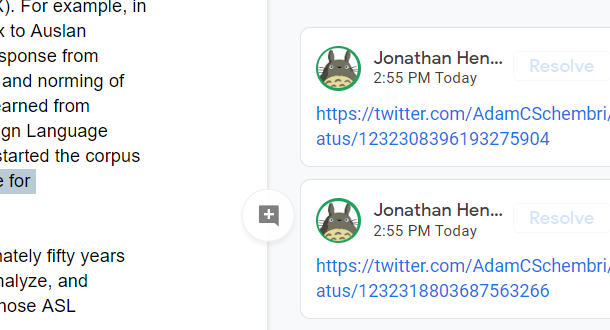 X). For example, in
x to Auslan
sponse from
and norming of
earned from
ign Language
started the corpus
e for
nately fifty years
nalyze, and
hose ASL
Jonathan Hen...
Resolve
2:55 PM Today
https://twitter.com/AdamCSchembri/
atus/1232308396193275904
Jonathan Hen...
Resolve
2:55 PM Today
https://twitter.com/AdamCSchembri/
atus/1232318803687563266